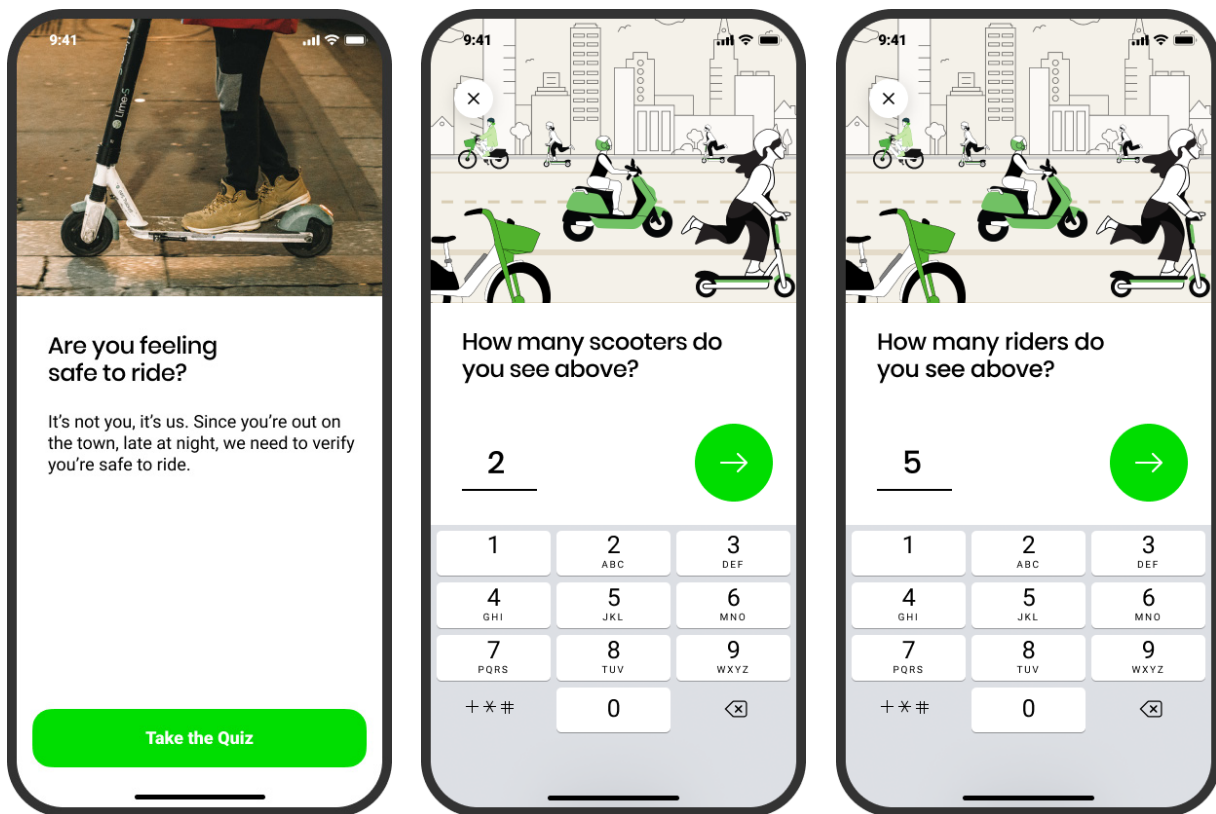 9:41
Lime-S
Are you feeling
safe to ride?
It’s not you, it’s us. Since you’re out on
the town, late at night, we need to verify
you’re safe to ride.
Take the Quiz
9:41
How many scooters do
you see above?
2
1
2
ABC
3
DEF
4
GHI
5
JKL
6
MNO
7
PQRS
8
TUV
9
WXYZ
+*#
0
9:41
How many riders do
you see above?
5
1
2
ABC
3
DEF
4
GHI
5
JKL
6
MNO
7
PQRS
8
TUV
9
WXYZ
+*#
0